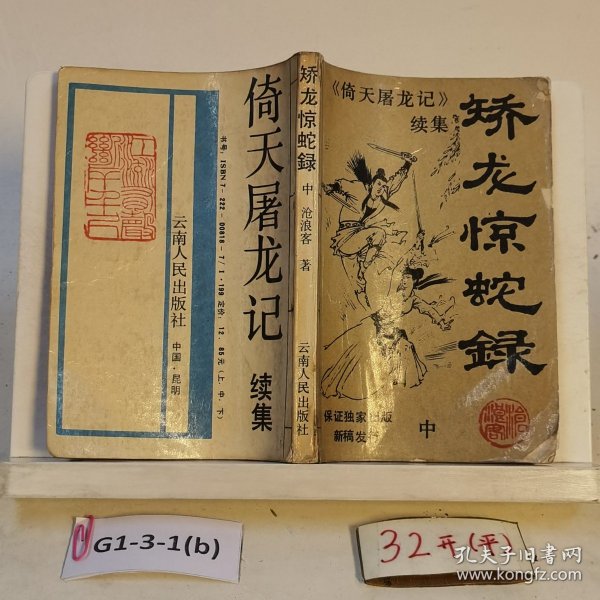 倚天屠龙记
续集
书号：ISBN7-222-00818-7/I·199 定价：12.85元（上、中、下）
云南人民出版社
中国·昆明
矫龙惊蛇録
中
沧浪客 著
云南人民出版社
《倚天屠龙记》
续集
矫龙惊蛇録
保证独家出版
新稿发行
中
G1-3-1(b)
32开(平)
孔夫子旧书网
www.kongfz.com